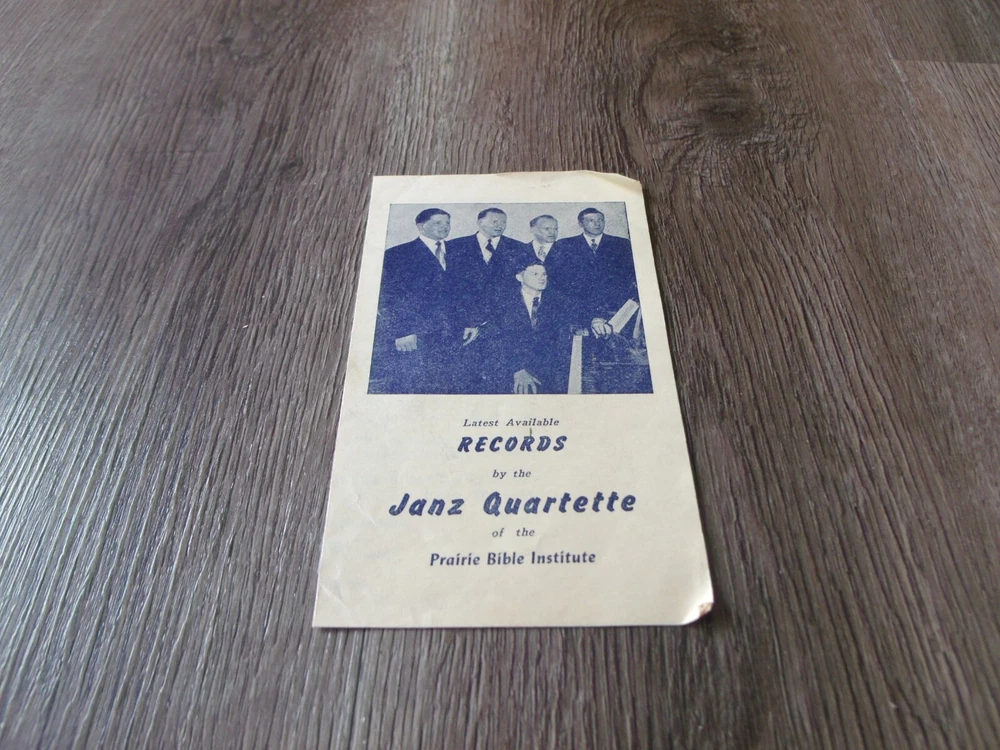 Latest Available
RECORDS
by the
Janz Quartette
of the
Prairie Bible Institute